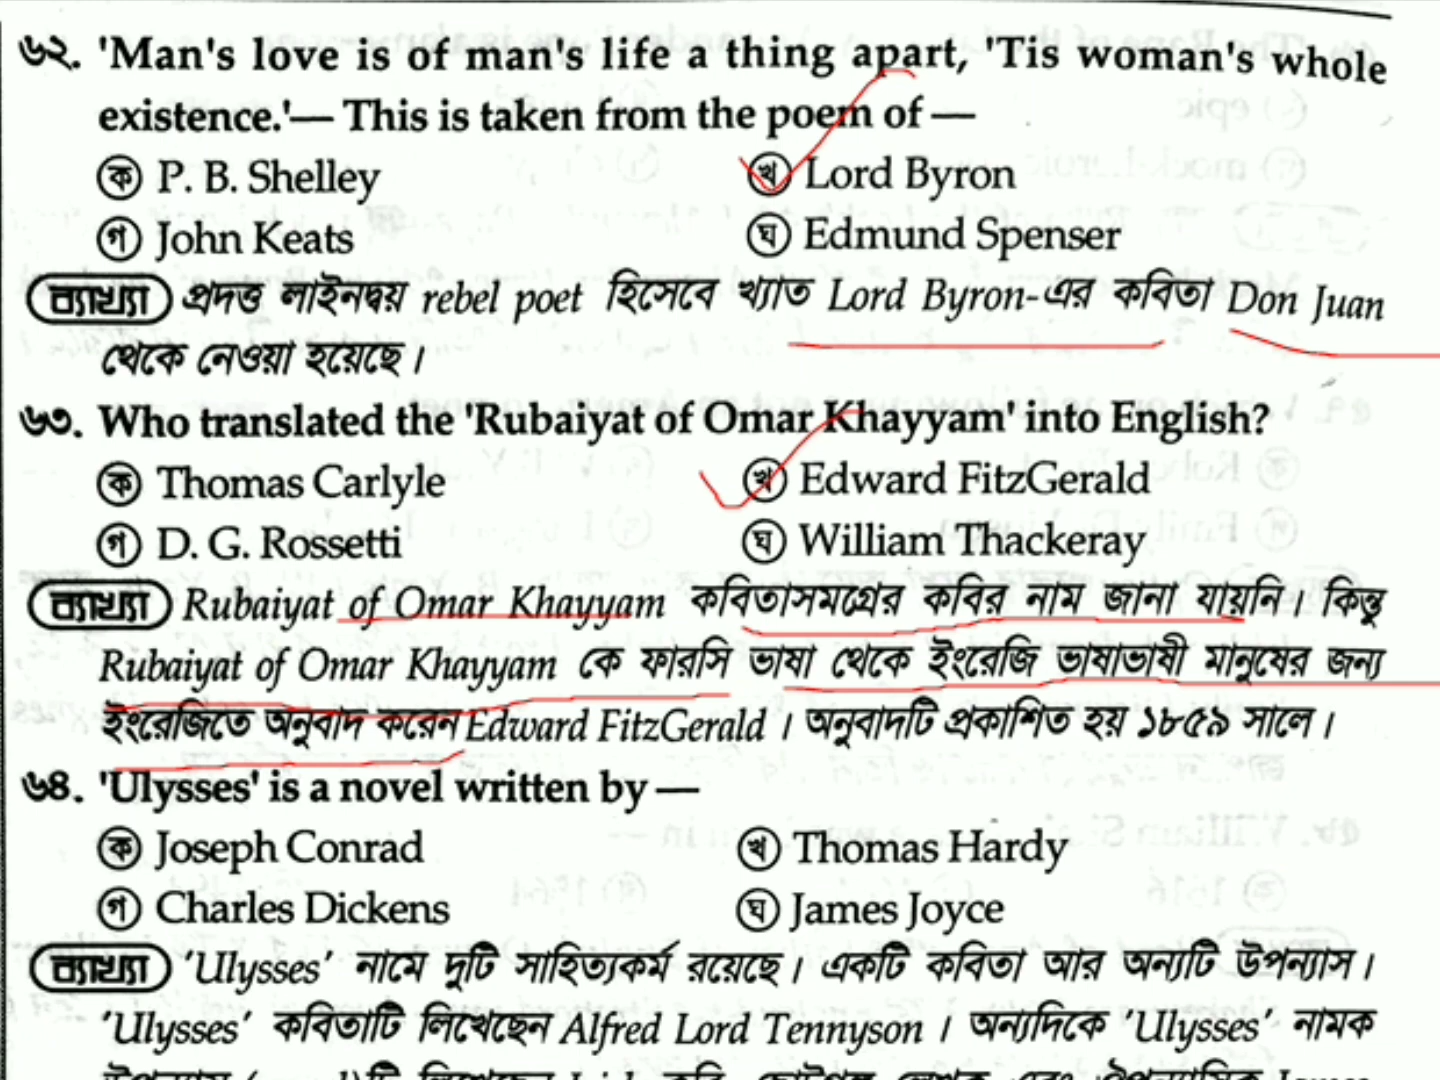 ৬২. 'Man's love is of man's life a thing apart, 'Tis woman's whole
existence.'— This is taken from the poem of —
ক P. B. Shelley খ Lord Byron
গ John Keats ঘ Edmund Spenser
ব্যাখ্যা প্রদত্ত লাইনদ্বয় rebel poet হিসেবে খ্যাত Lord Byron-এর কবিতা Don Juan
থেকে নেওয়া হয়েছে।
৬৩. Who translated the 'Rubaiyat of Omar Khayyam' into English?
ক Thomas Carlyle খ Edward FitzGerald
গ D. G. Rossetti ঘ William Thackeray
ব্যাখ্যা Rubaiyat of Omar Khayyam কবিতাসমগ্রের কবির নাম জানা যায়নি। কিন্তু
Rubaiyat of Omar Khayyam কে ফারসি ভাষা থেকে ইংরেজি ভাষাভাষী মানুষের জন্য
ইংরেজিতে অনুবাদ করেন Edward FitzGerald । অনুবাদটি প্রকাশিত হয় ১৮৫৯ সালে।
৬৪. 'Ulysses' is a novel written by —
ক Joseph Conrad খ Thomas Hardy
গ Charles Dickens ঘ James Joyce
ব্যাখ্যা 'Ulysses' নামে দুটি সাহিত্যকর্ম রয়েছে। একটি কবিতা আর অন্যটি উপন্যাস।
'Ulysses' কবিতাটি লিখেছেন Alfred Lord Tennyson । অন্যদিকে 'Ulysses' নামক